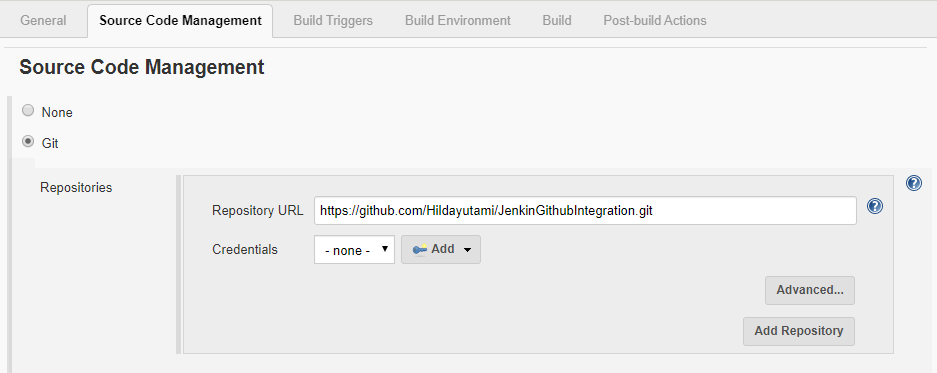 General Source Code Management Build Triggers Build Environment Build Post-build Actions
Source Code Management
None
Git
Repositories
Repository URL https://github.com/Hildayutami/JenkinGithubIntegration.git
Credentials - none - Add
Advanced...
Add Repository